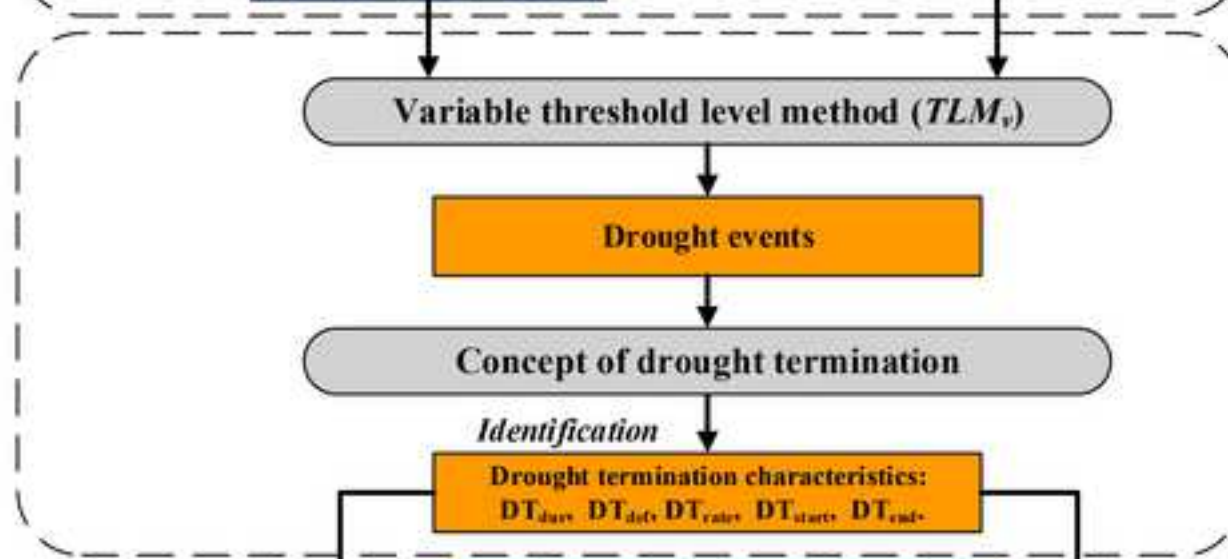 Variable threshold level method (TLMv)
Drought events
Concept of drought termination
Identification
Drought termination characteristics:
DTdur, DTdef, DTrate, DTstart, DTend.